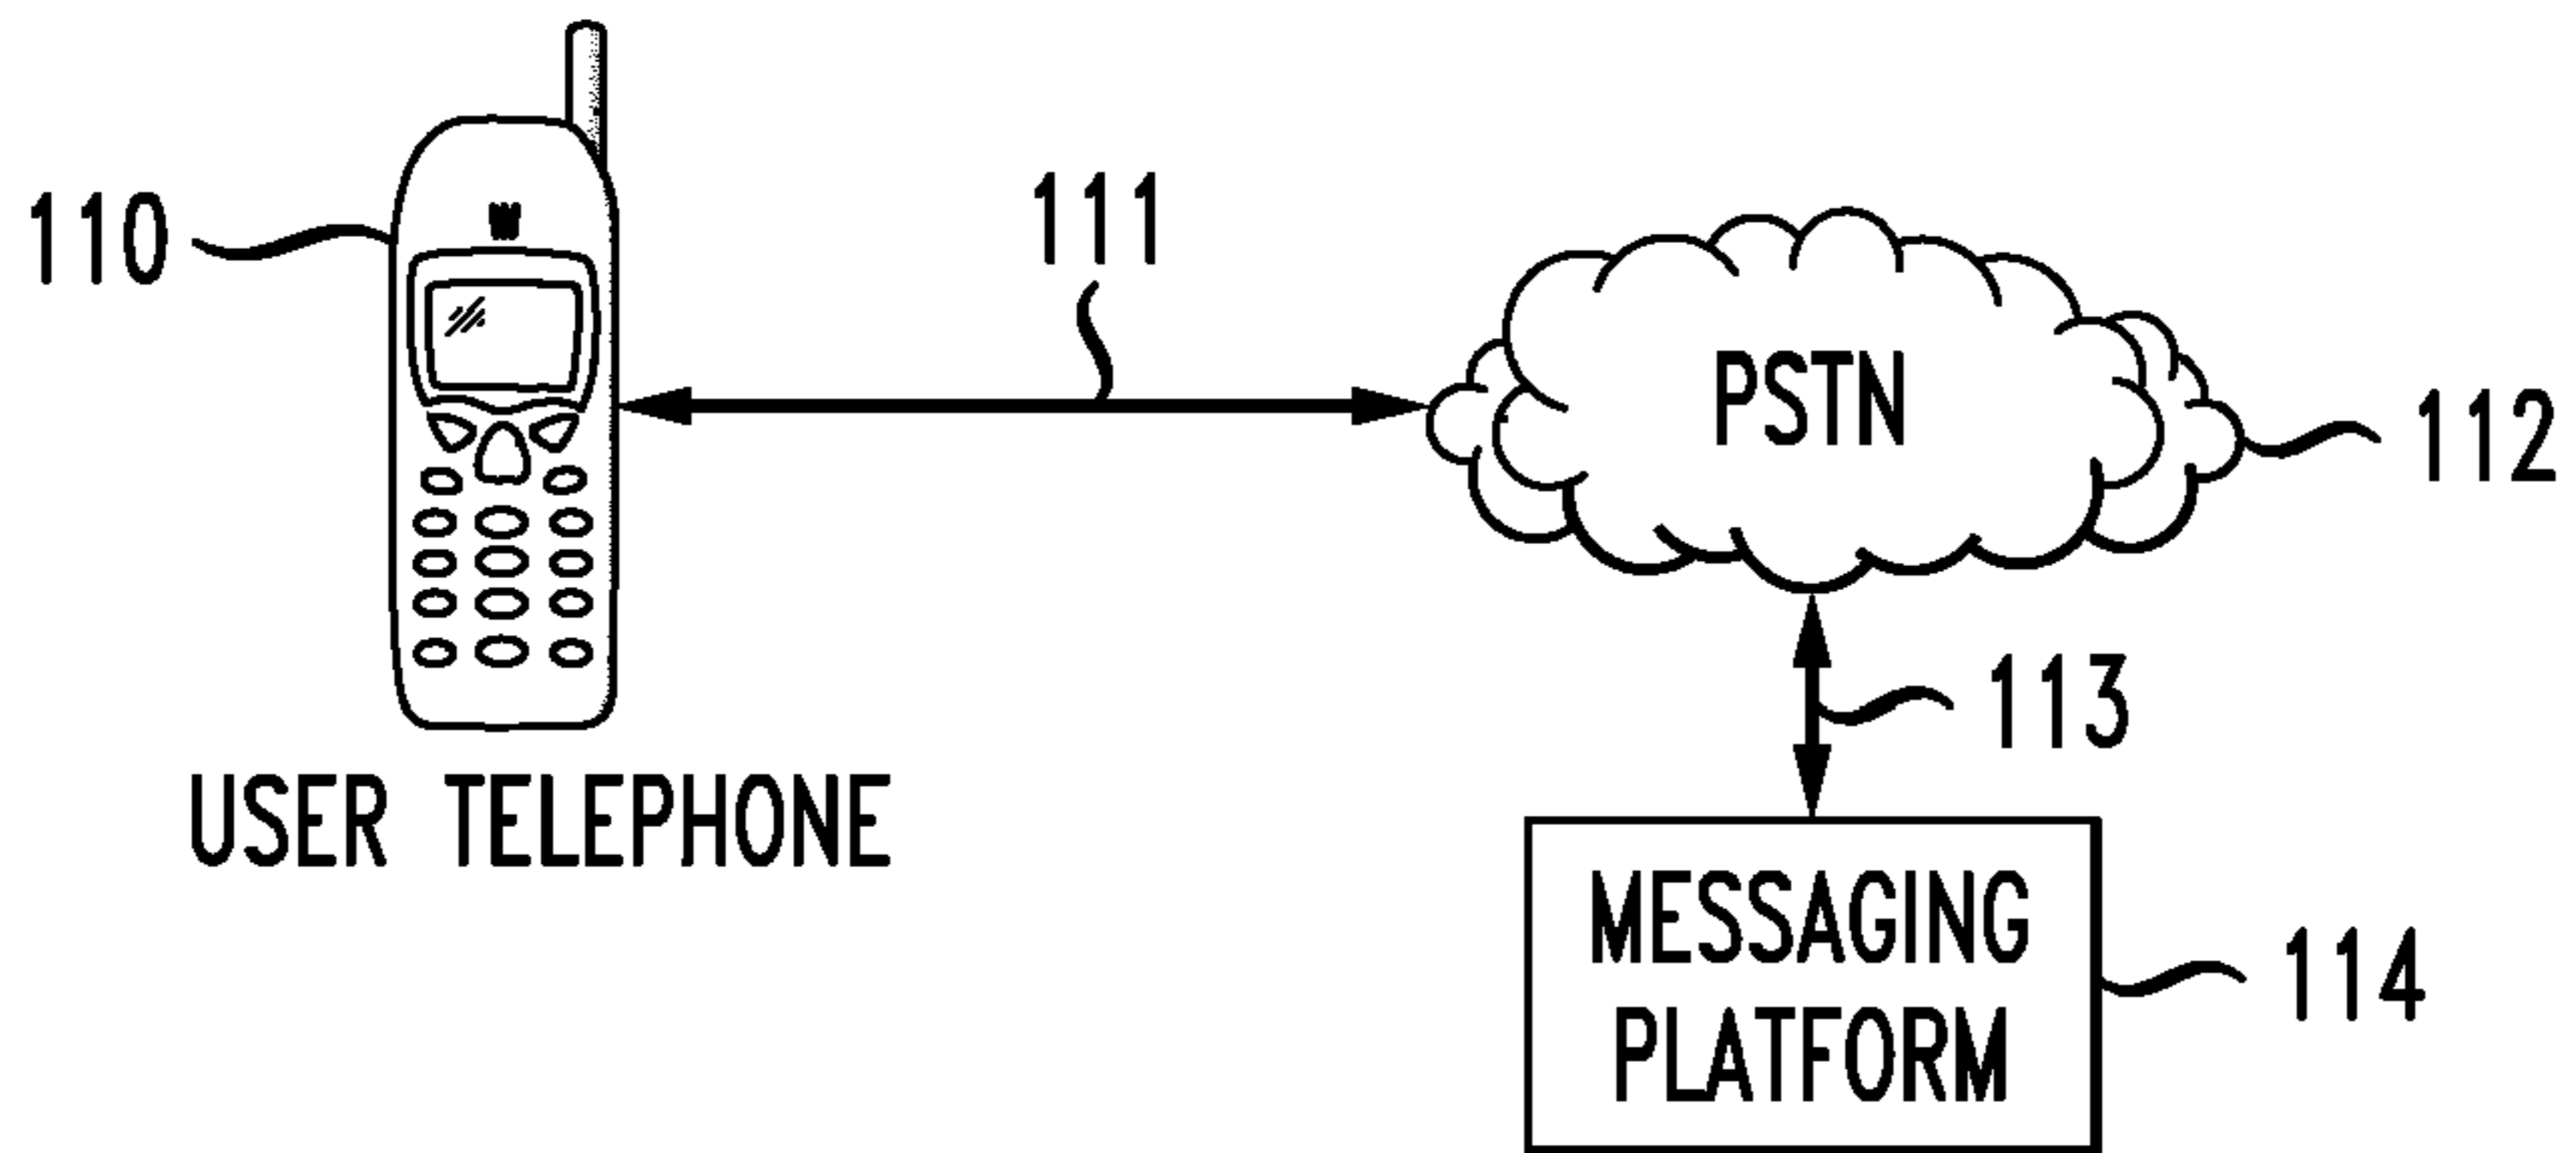 110
111
PSTN
112
113
USER TELEPHONE
MESSAGING
PLATFORM
114